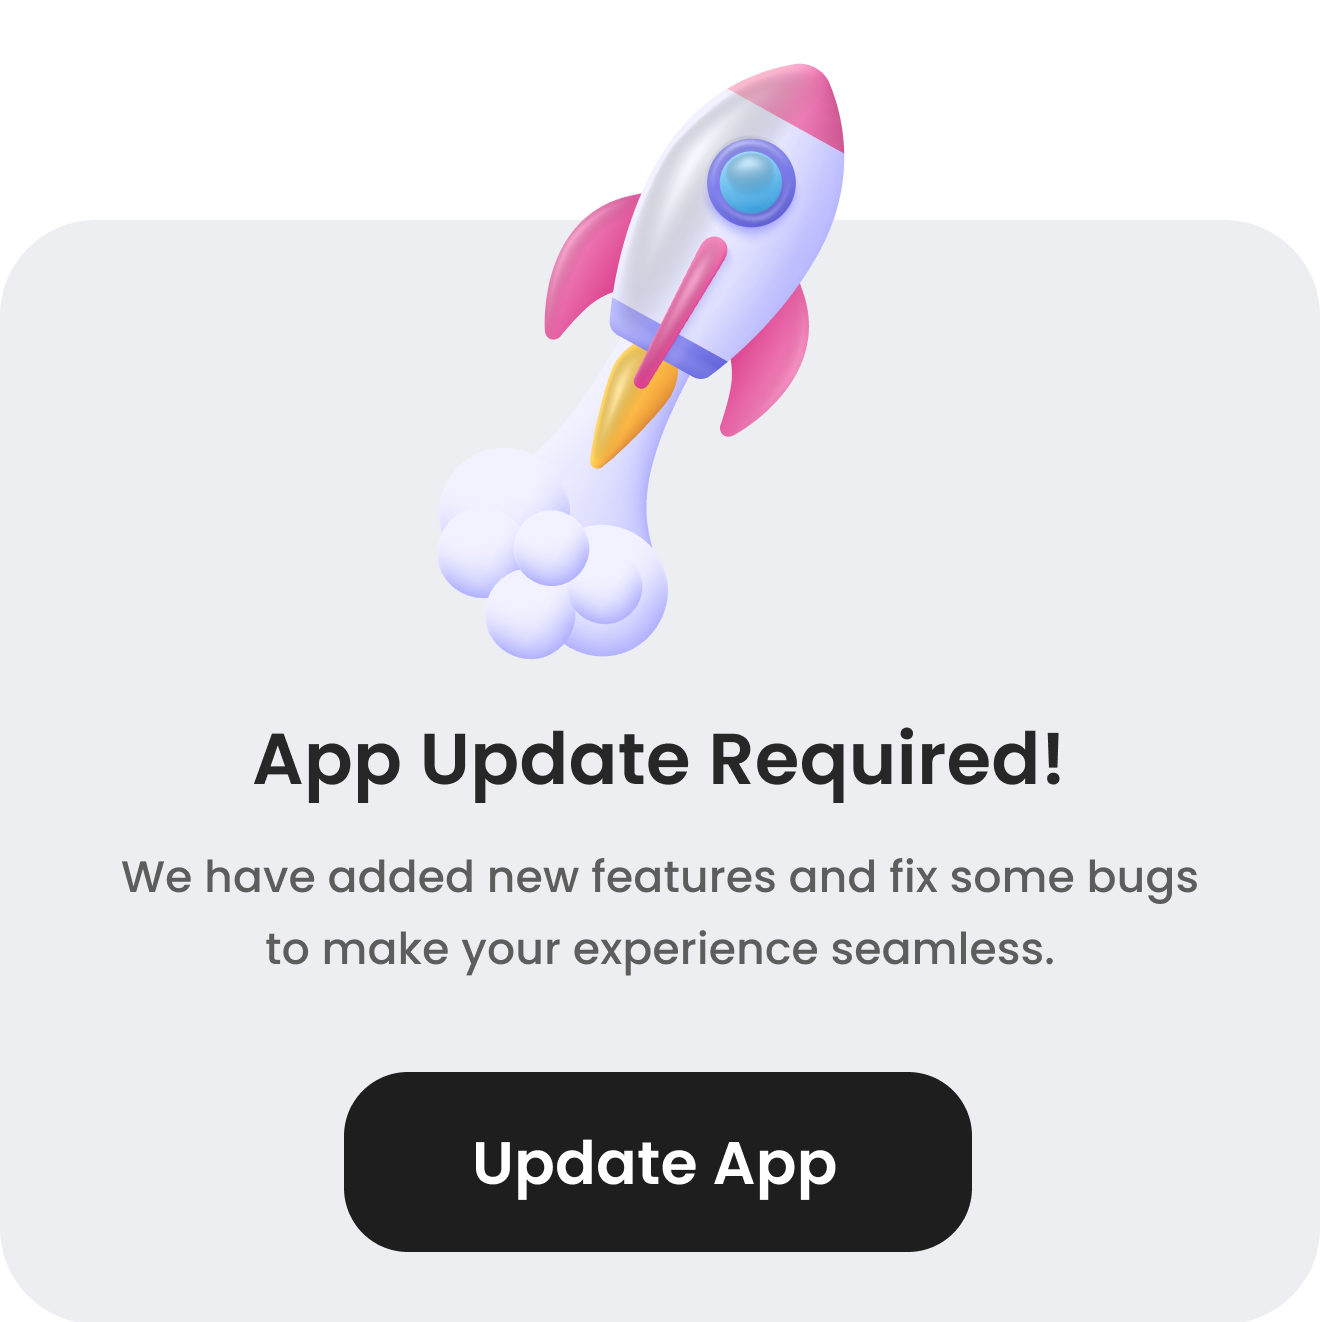 App Update Required!
We have added new features and fix some bugs
to make your experience seamless.
Update App